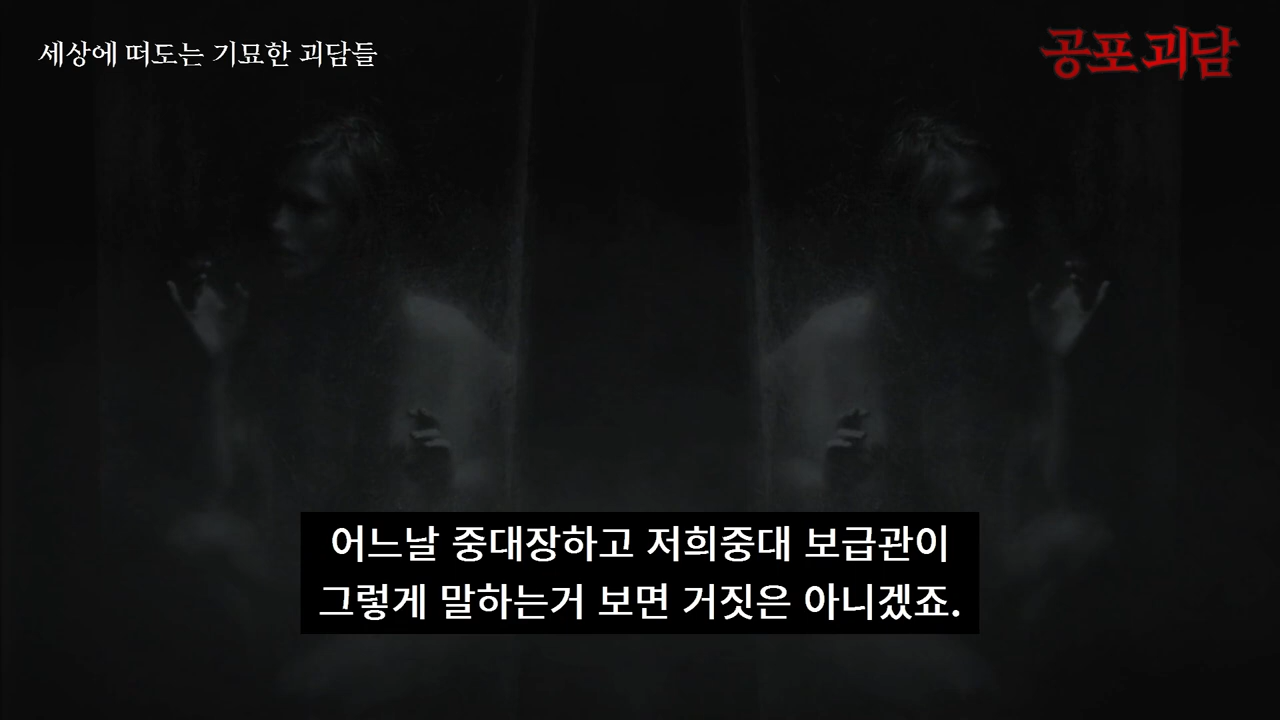 세상에 떠도는 기묘한 괴담들
공포 괴담
어느날 중대장하고 저희중대 보급관이
그렇게 말하는거 보면 거짓은 아니겠죠.